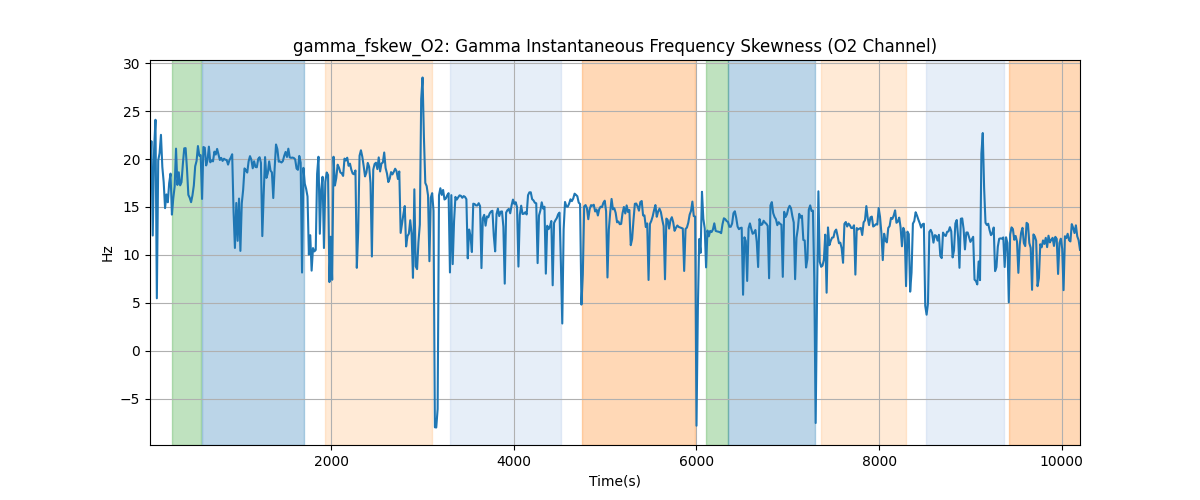 gamma_fskew_O2: Gamma Instantaneous Frequency Skewness (O2 Channel)
30
25
20
15
10
5
0
−5
Hz
2000 4000 6000 8000 10000
Time(s)